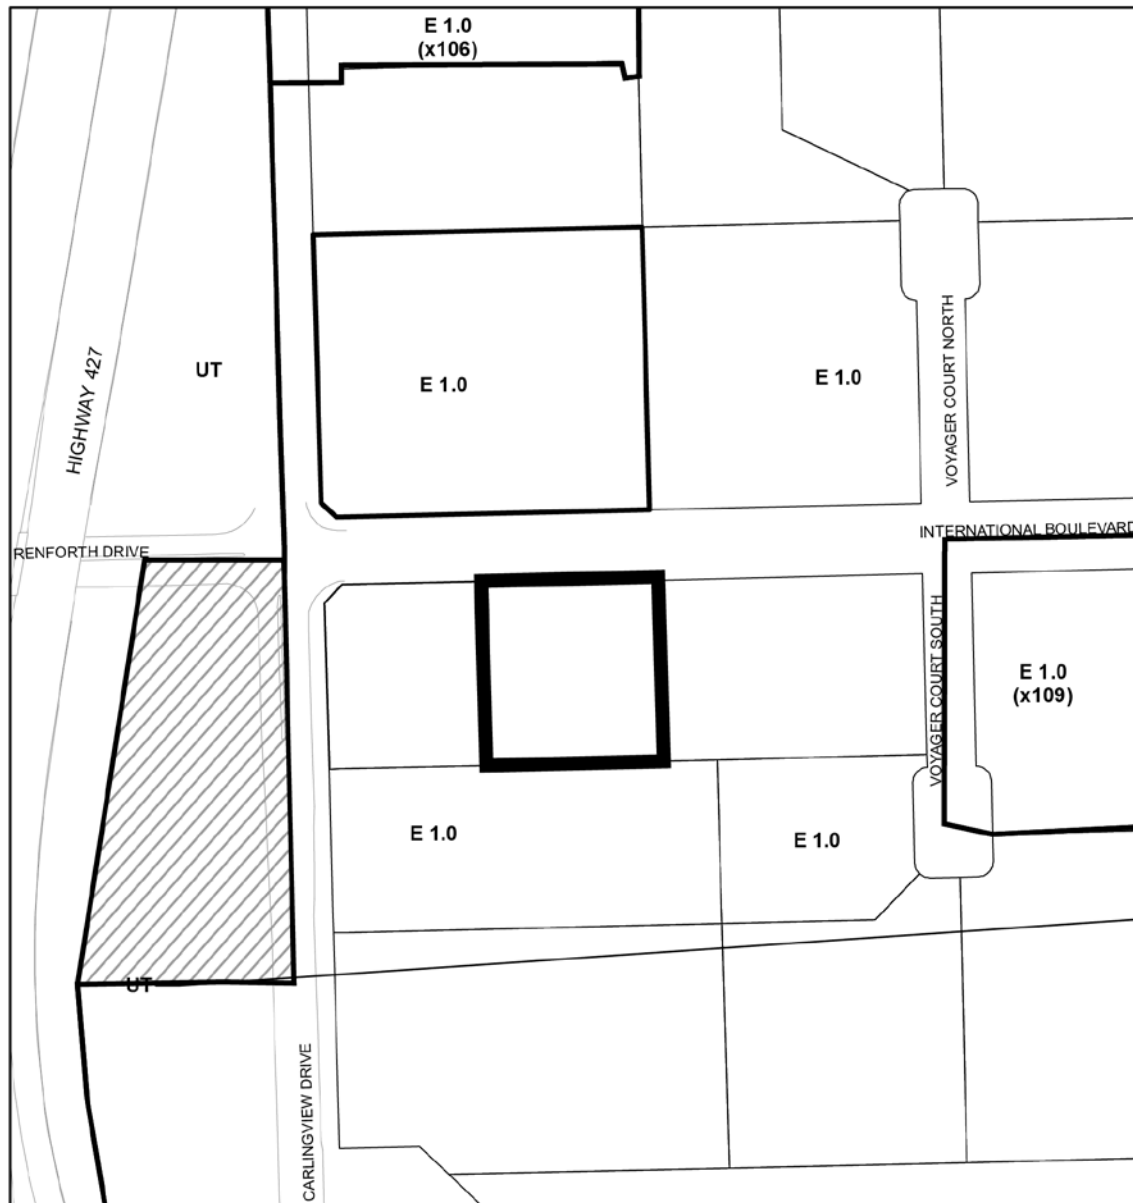 E 1.0
(x106)
HIGHWAY 427
UT
E 1.0
E 1.0
VOYAGER COURT NORTH
INTERNATIONAL BOULEVARD
RENFORTH DRIVE
VOYAGER COURT SOUTH
E 1.0
(x109)
E 1.0
E 1.0
UT
CARLINGVIEW DRIVE